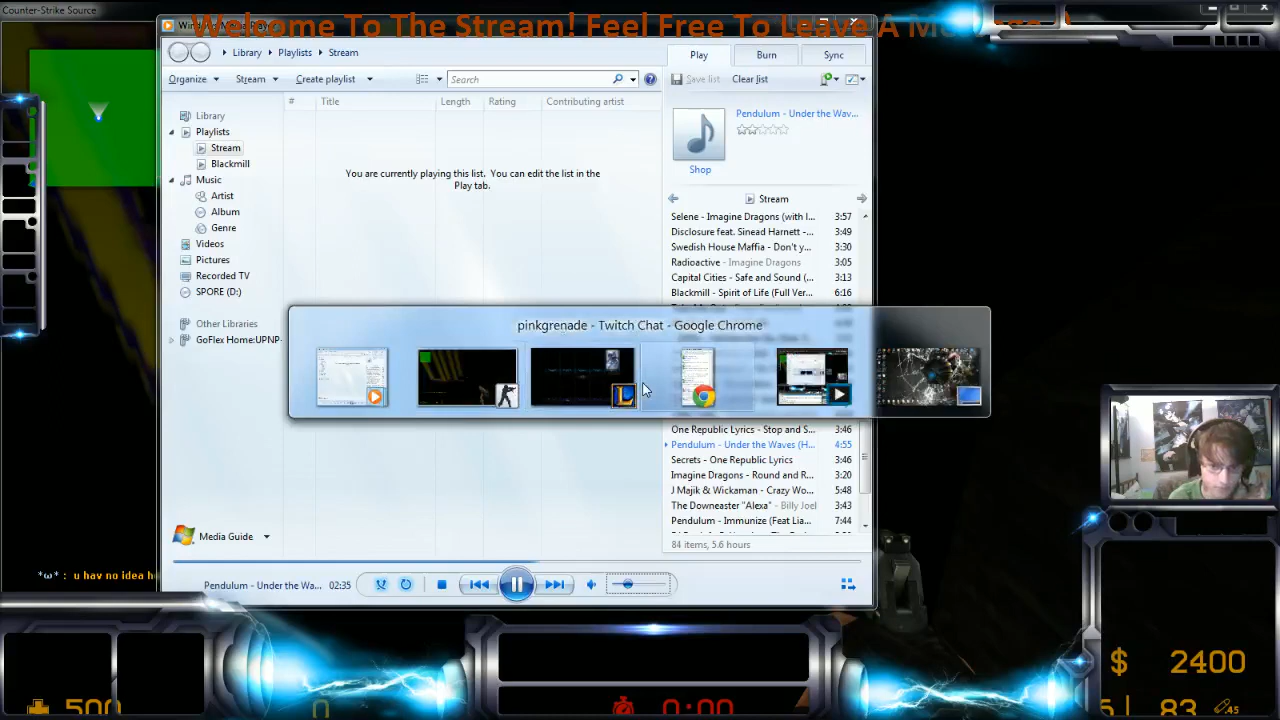 Counter-Strike Source
Welcome To The Stream! Feel Free To Leave A
Library Playlists Stream
Play Burn Sync
Organize Stream Create playlist Search Save list Clear list
# Title Length Rating Contributing artist
Library
Playlists
Stream
Blackmill
Music
Artist
Album
Genre
Videos
Pictures
Recorded TV
SPORE (D:)
Other Libraries
GoFlex Home:UPNP-
You are currently playing this list. You can edit the list in the
Play tab.
Pendulum - Under the Wav...
Shop
Stream
Selene - Imagine Dragons (with l... 3:57
Disclosure feat. Sinead Harnett -... 3:49
Swedish House Maffia - Don't y... 3:30
Radioactive - Imagine Dragons 3:05
Capital Cities - Safe and Sound (... 3:13
Blackmill - Spirit of Life (Full Ver... 6:16
pinkgrenade - Twitch Chat - Google Chrome
One Republic Lyrics - Stop and S... 3:46
Pendulum - Under the Waves (H... 4:55
Secrets - One Republic Lyrics 3:46
Imagine Dragons - Round and R... 3:20
J Majik & Wickaman - Crazy Wo... 5:48
The Downeaster "Alexa" - Billy Joel 3:43
Pendulum - Immunize (Feat Lia... 7:44
84 items, 5.6 hours
Media Guide
Pendulum - Under the Wa... 02:35
*ω* : u hav no idea h
$ 2400
500 0 0:00 83 .45